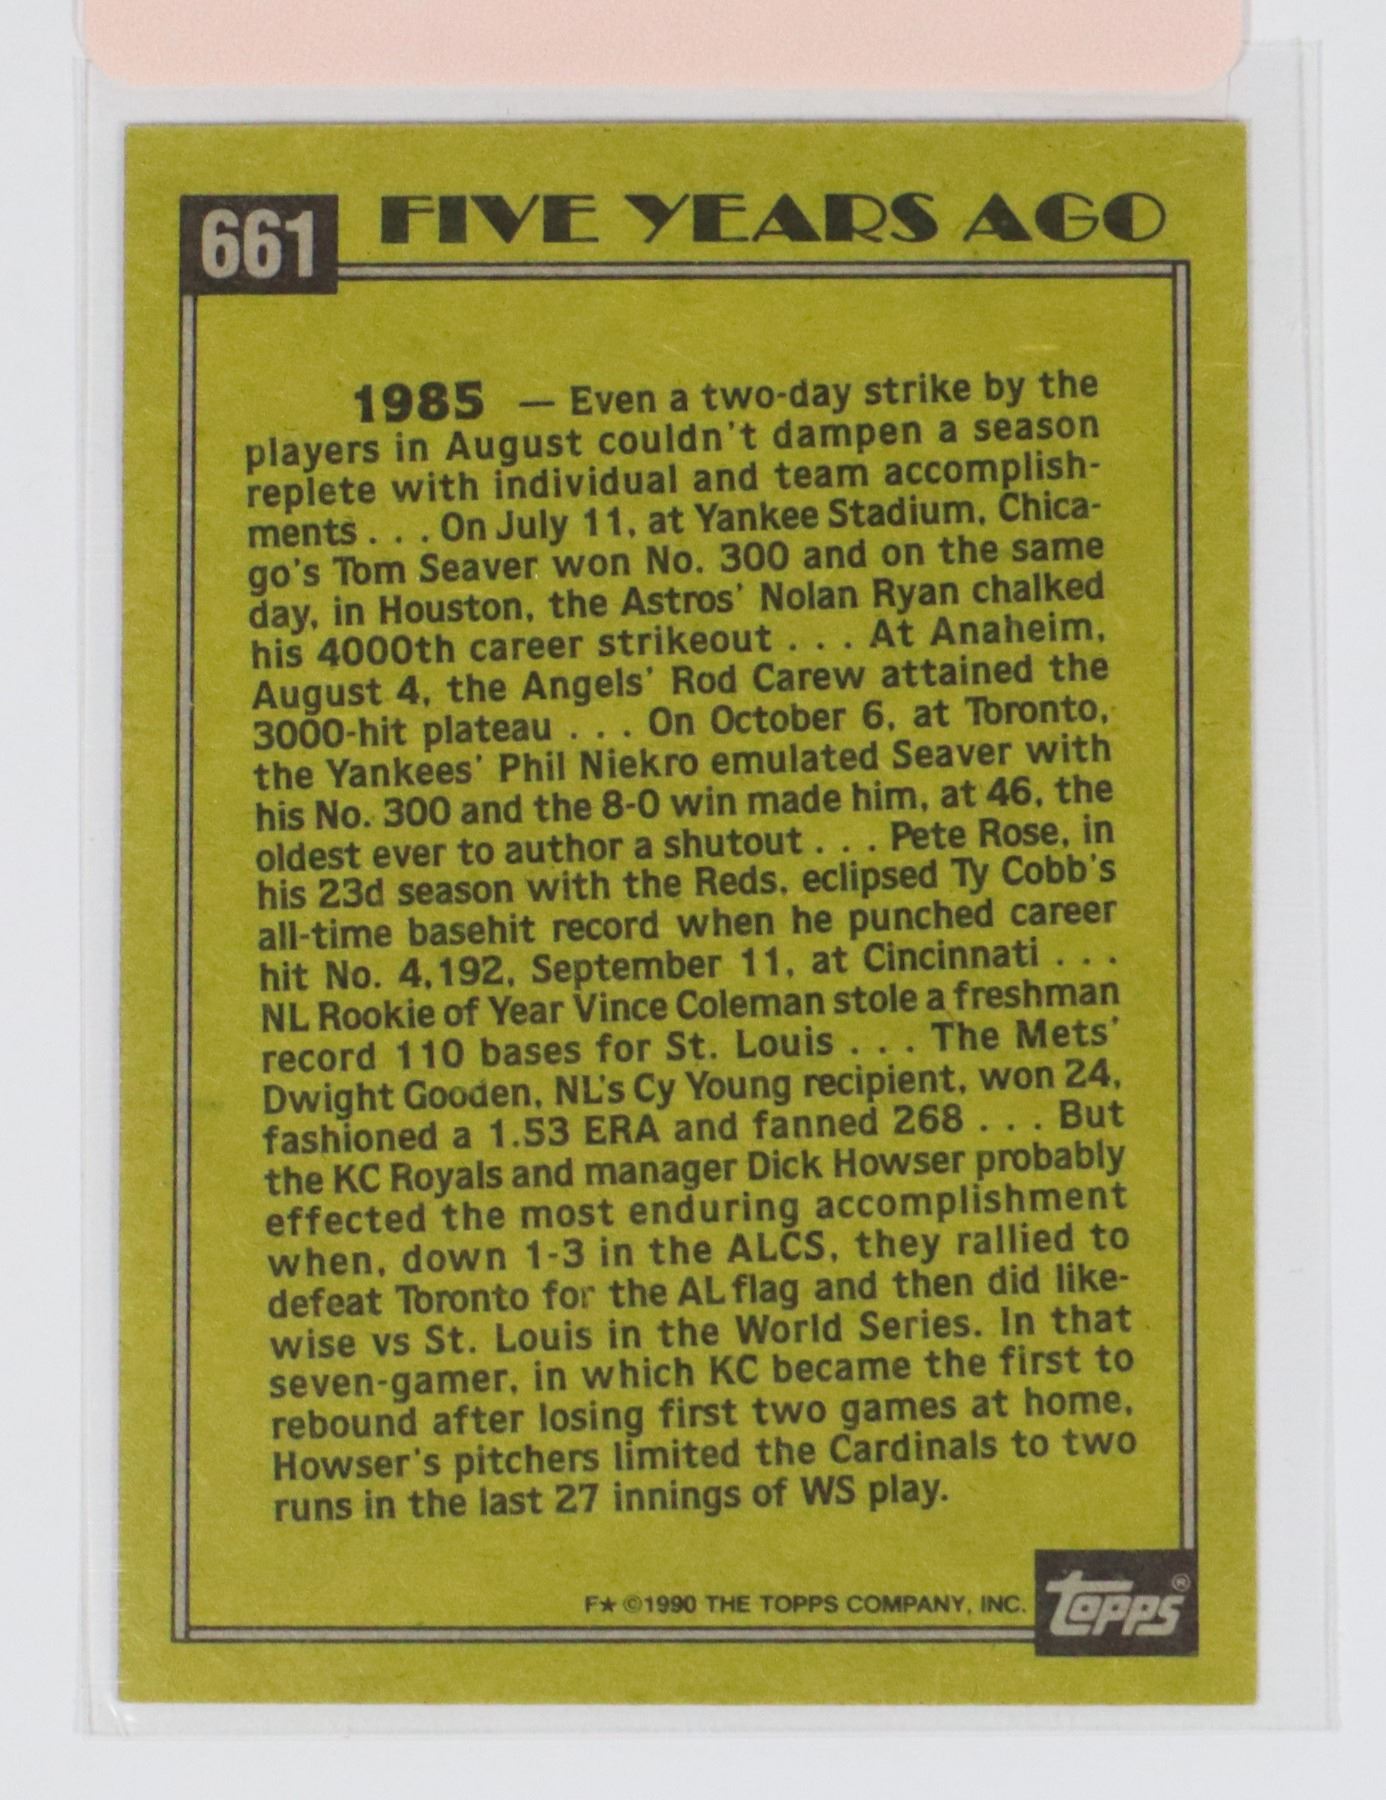 661 FIVE YEARS AGO
1985 — Even a two-day strike by the
players in August couldn't dampen a season
replete with individual and team accomplish-
ments . . . On July 11, at Yankee Stadium, Chica-
go's Tom Seaver won No. 300 and on the same
day, in Houston, the Astros' Nolan Ryan chalked
his 4000th career strikeout . . . At Anaheim,
August 4, the Angels' Rod Carew attained the
3000-hit plateau . . . On October 6, at Toronto,
the Yankees' Phil Niekro emulated Seaver with
his No. 300 and the 8-0 win made him, at 46, the
oldest ever to author a shutout . . . Pete Rose, in
his 23d season with the Reds, eclipsed Ty Cobb's
all-time basehit record when he punched career
hit No. 4,192, September 11, at Cincinnati . . .
NL Rookie of Year Vince Coleman stole a freshman
record 110 bases for St. Louis . . . The Mets'
Dwight Gooden, NL's Cy Young recipient, won 24,
fashioned a 1.53 ERA and fanned 268 . . . But
the KC Royals and manager Dick Howser probably
effected the most enduring accomplishment
when, down 1-3 in the ALCS, they rallied to
defeat Toronto for the AL flag and then did like-
wise vs St. Louis in the World Series. In that
seven-gamer, in which KC became the first to
rebound after losing first two games at home,
Howser's pitchers limited the Cardinals to two
runs in the last 27 innings of WS play.
F★ ©1990 THE TOPPS COMPANY, INC. topps®